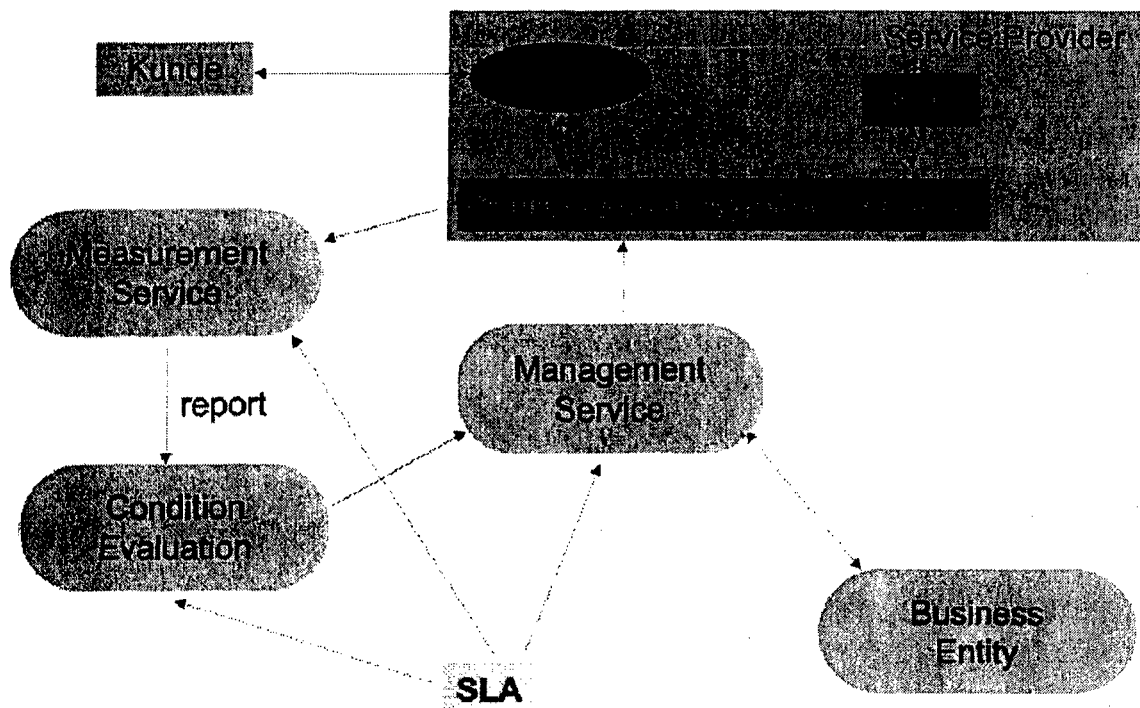 Service Provider
Kunde
Measurement
Service
Management
Service
report
Condition
Evaluation
Business
Entity
SLA